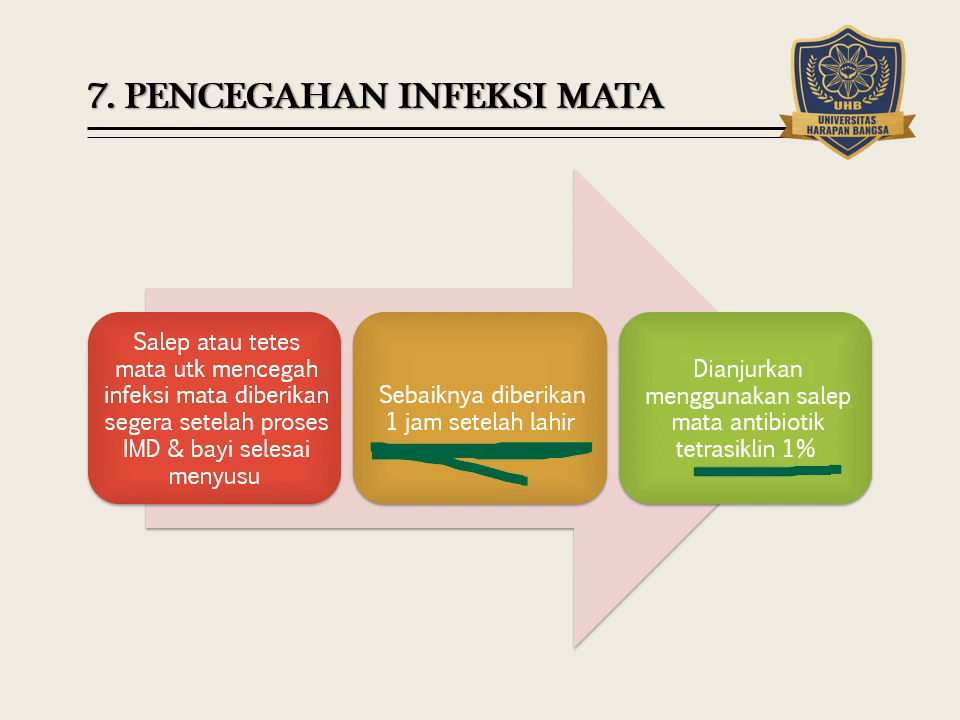 7. PENCEGAHAN INFEKSI MATA
UHB
UNIVERSITAS
HARAPAN BANGSA
Salep atau tetes
mata utk mencegah
infeksi mata diberikan
segera setelah proses
IMD & bayi selesai
menyusu
Sebaiknya diberikan
1 jam setelah lahir
Dianjurkan
menggunakan salep
mata antibiotik
tetrasiklin 1%